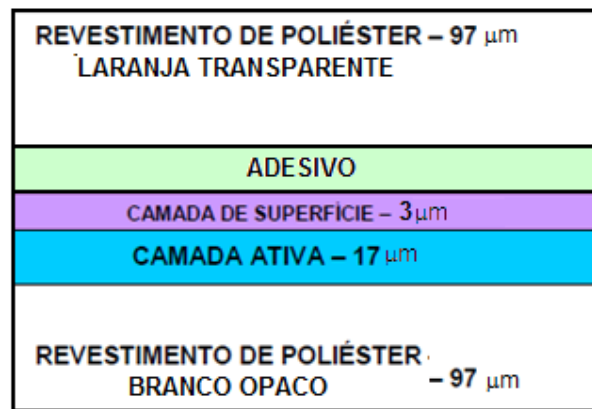 REVESTIMENTO DE POLIÉSTER – 97 µm
LARANJA TRANSPARENTE
ADESIVO
CAMADA DE SUPERFÍCIE – 3µm
CAMADA ATIVA – 17 µm
REVESTIMENTO DE POLIÉSTER
BRANCO OPACO – 97 µm